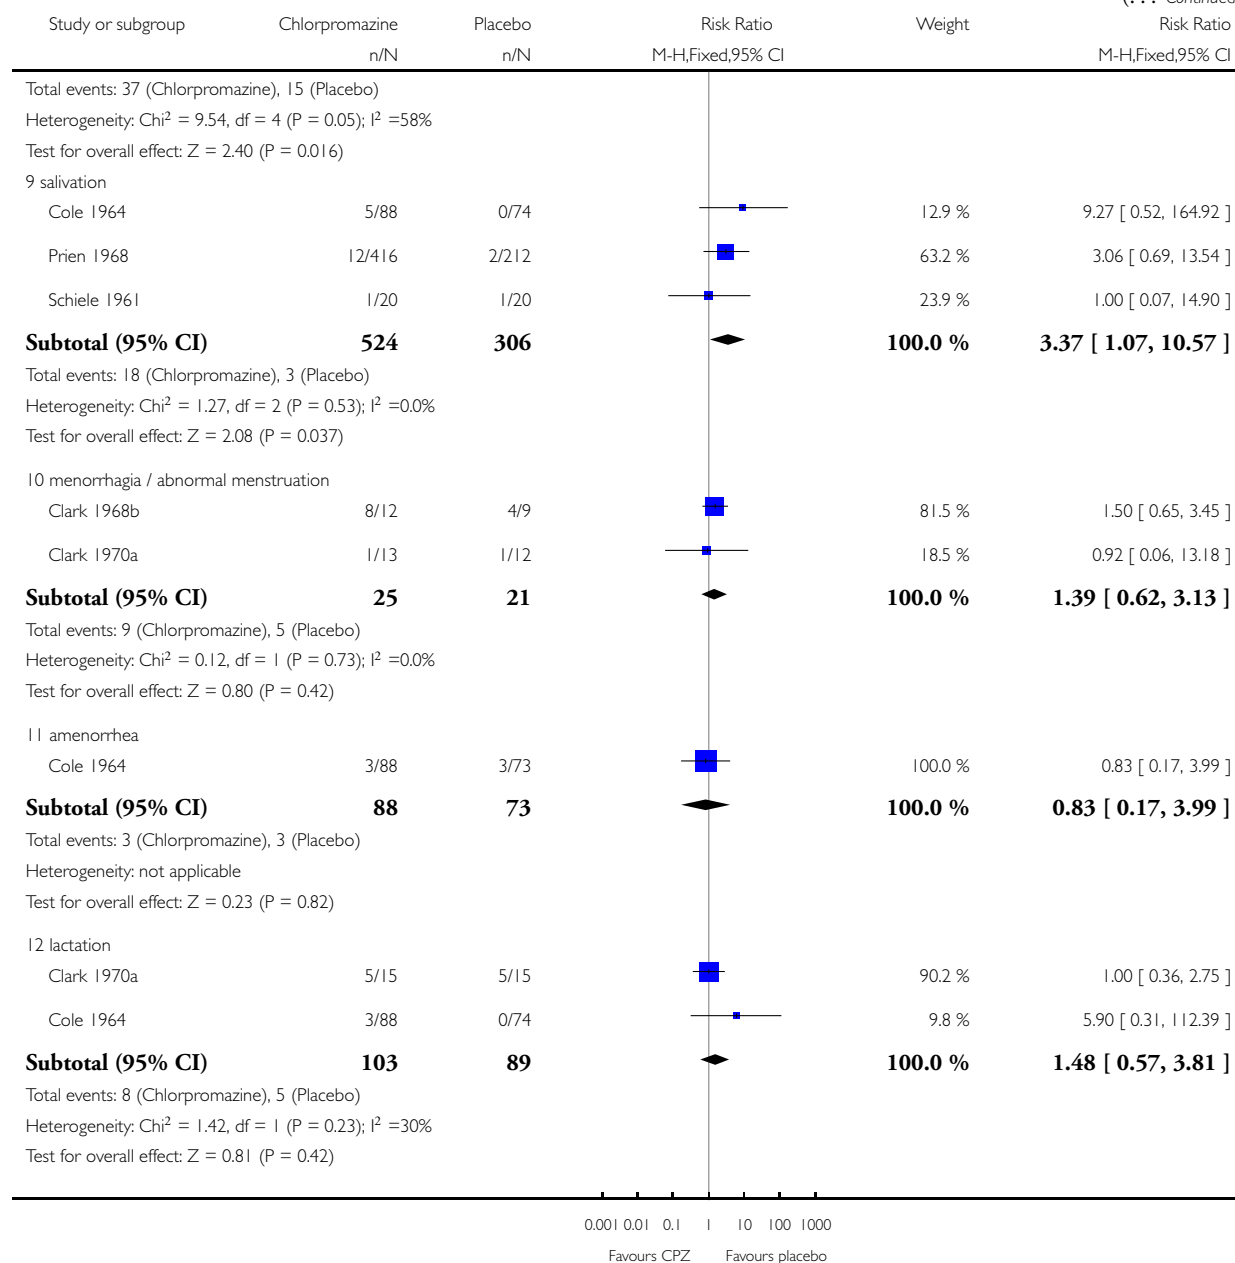 (. . . Continued
Study or subgroup Chlorpromazine Placebo Risk Ratio Weight Risk Ratio
n/N n/N M-H,Fixed,95% CI M-H,Fixed,95% CI
Total events: 37 (Chlorpromazine), 15 (Placebo)
Heterogeneity: Chi² = 9.54, df = 4 (P = 0.05); I² =58%
Test for overall effect: Z = 2.40 (P = 0.016)
9 salivation
Cole 1964 5/88 0/74 12.9 % 9.27 [ 0.52, 164.92 ]
Prien 1968 12/416 2/212 63.2 % 3.06 [ 0.69, 13.54 ]
Schiele 1961 1/20 1/20 23.9 % 1.00 [ 0.07, 14.90 ]
Subtotal (95% CI) 524 306 100.0 % 3.37 [ 1.07, 10.57 ]
Total events: 18 (Chlorpromazine), 3 (Placebo)
Heterogeneity: Chi² = 1.27, df = 2 (P = 0.53); I² =0.0%
Test for overall effect: Z = 2.08 (P = 0.037)
10 menorrhagia / abnormal menstruation
Clark 1968b 8/12 4/9 81.5 % 1.50 [ 0.65, 3.45 ]
Clark 1970a 1/13 1/12 18.5 % 0.92 [ 0.06, 13.18 ]
Subtotal (95% CI) 25 21 100.0 % 1.39 [ 0.62, 3.13 ]
Total events: 9 (Chlorpromazine), 5 (Placebo)
Heterogeneity: Chi² = 0.12, df = 1 (P = 0.73); I² =0.0%
Test for overall effect: Z = 0.80 (P = 0.42)
11 amenorrhea
Cole 1964 3/88 3/73 100.0 % 0.83 [ 0.17, 3.99 ]
Subtotal (95% CI) 88 73 100.0 % 0.83 [ 0.17, 3.99 ]
Total events: 3 (Chlorpromazine), 3 (Placebo)
Heterogeneity: not applicable
Test for overall effect: Z = 0.23 (P = 0.82)
12 lactation
Clark 1970a 5/15 5/15 90.2 % 1.00 [ 0.36, 2.75 ]
Cole 1964 3/88 0/74 9.8 % 5.90 [ 0.31, 112.39 ]
Subtotal (95% CI) 103 89 100.0 % 1.48 [ 0.57, 3.81 ]
Total events: 8 (Chlorpromazine), 5 (Placebo)
Heterogeneity: Chi² = 1.42, df = 1 (P = 0.23); I² =30%
Test for overall effect: Z = 0.81 (P = 0.42)
0.001 0.01 0.1 1 10 100 1000
Favours CPZ Favours placebo